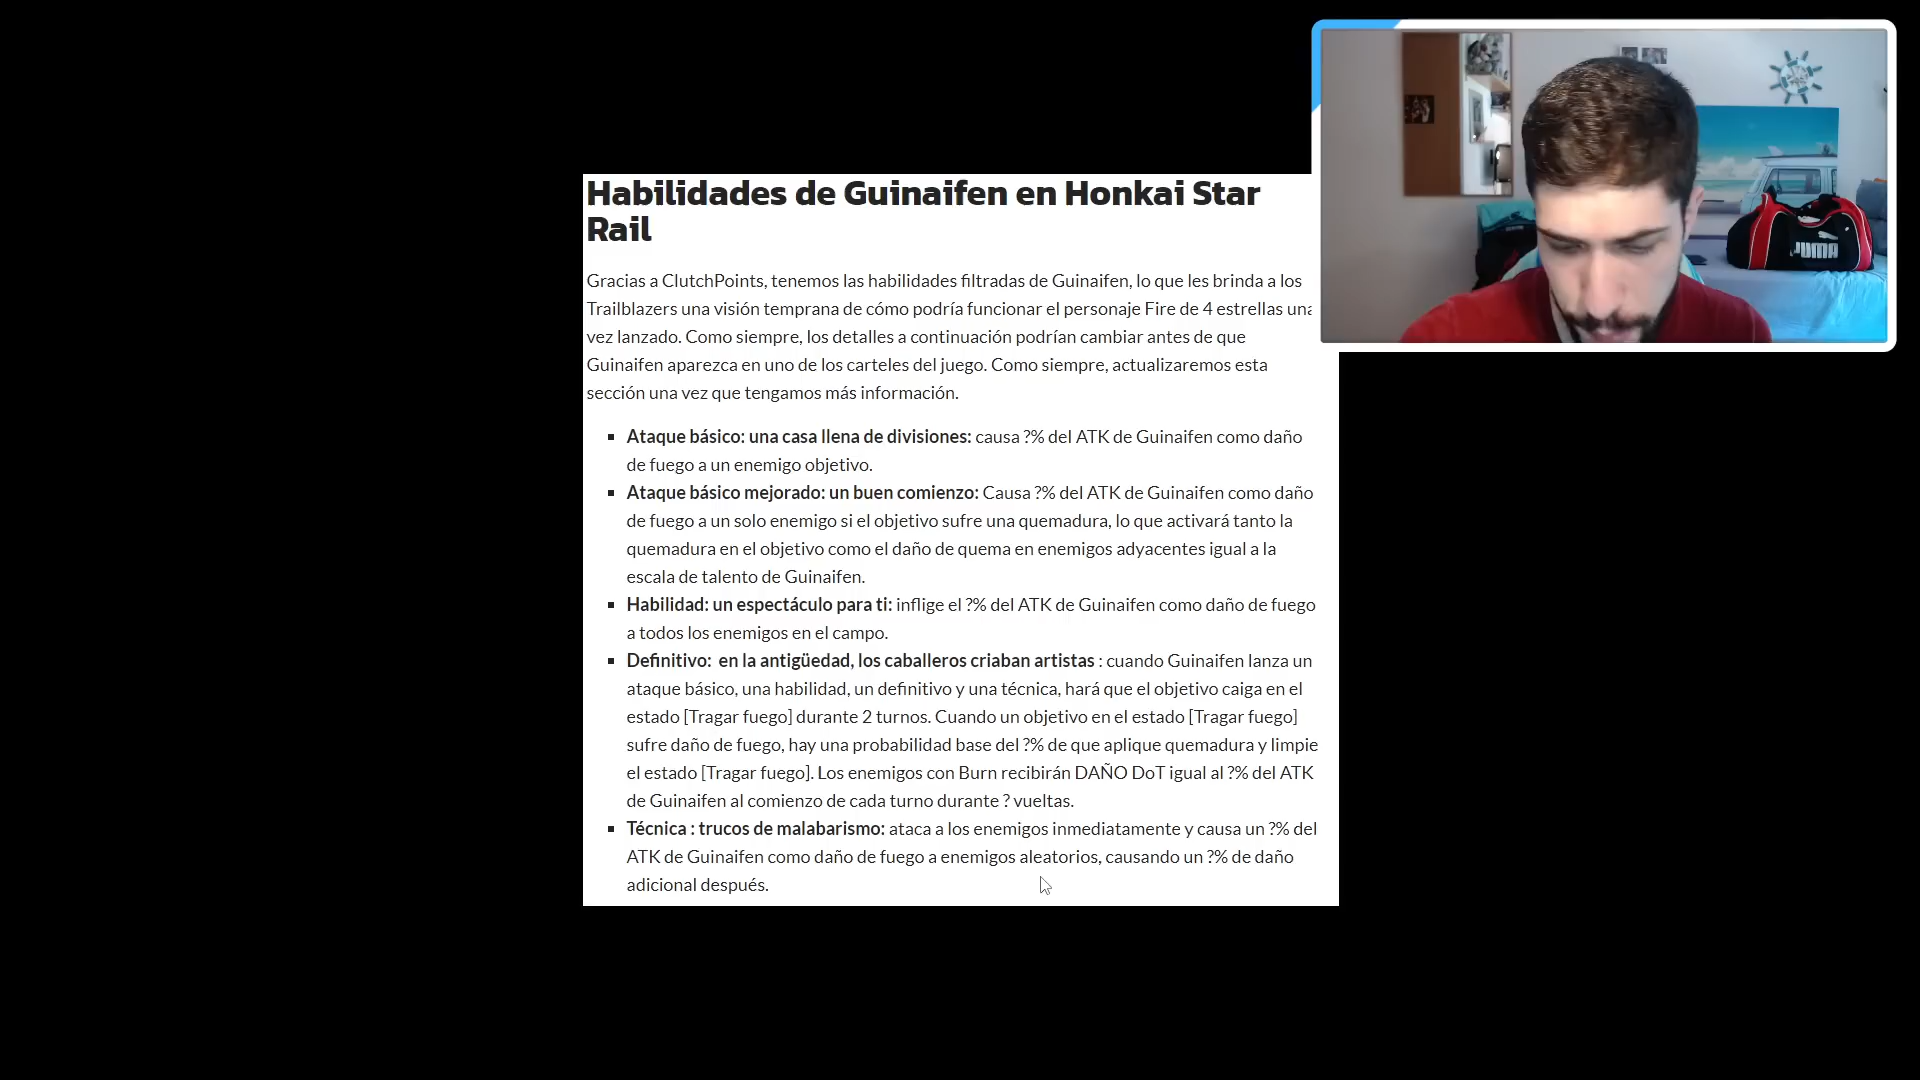 Habilidades de Guinaifen en Honkai Star
Rail
Gracias a ClutchPoints, tenemos las habilidades filtradas de Guinaifen, lo que les brinda a los
Trailblazers una visión temprana de cómo podría funcionar el personaje Fire de 4 estrellas una
vez lanzado. Como siempre, los detalles a continuación podrían cambiar antes de que
Guinaifen aparezca en uno de los carteles del juego. Como siempre, actualizaremos esta
sección una vez que tengamos más información.
▪ Ataque básico: una casa llena de divisiones: causa ?% del ATK de Guinaifen como daño
de fuego a un enemigo objetivo.
▪ Ataque básico mejorado: un buen comienzo: Causa ?% del ATK de Guinaifen como daño
de fuego a un solo enemigo si el objetivo sufre una quemadura, lo que activará tanto la
quemadura en el objetivo como el daño de quema en enemigos adyacentes igual a la
escala de talento de Guinaifen.
▪ Habilidad: un espectáculo para ti: inflige el ?% del ATK de Guinaifen como daño de fuego
a todos los enemigos en el campo.
▪ Definitivo: en la antigüedad, los caballeros criaban artistas : cuando Guinaifen lanza un
ataque básico, una habilidad, un definitivo y una técnica, hará que el objetivo caiga en el
estado [Tragar fuego] durante 2 turnos. Cuando un objetivo en el estado [Tragar fuego]
sufre daño de fuego, hay una probabilidad base del ?% de que aplique quemadura y limpie
el estado [Tragar fuego]. Los enemigos con Burn recibirán DAÑO DoT igual al ?% del ATK
de Guinaifen al comienzo de cada turno durante ? vueltas.
▪ Técnica : trucos de malabarismo: ataca a los enemigos inmediatamente y causa un ?% del
ATK de Guinaifen como daño de fuego a enemigos aleatorios, causando un ?% de daño
adicional después.
PUMA